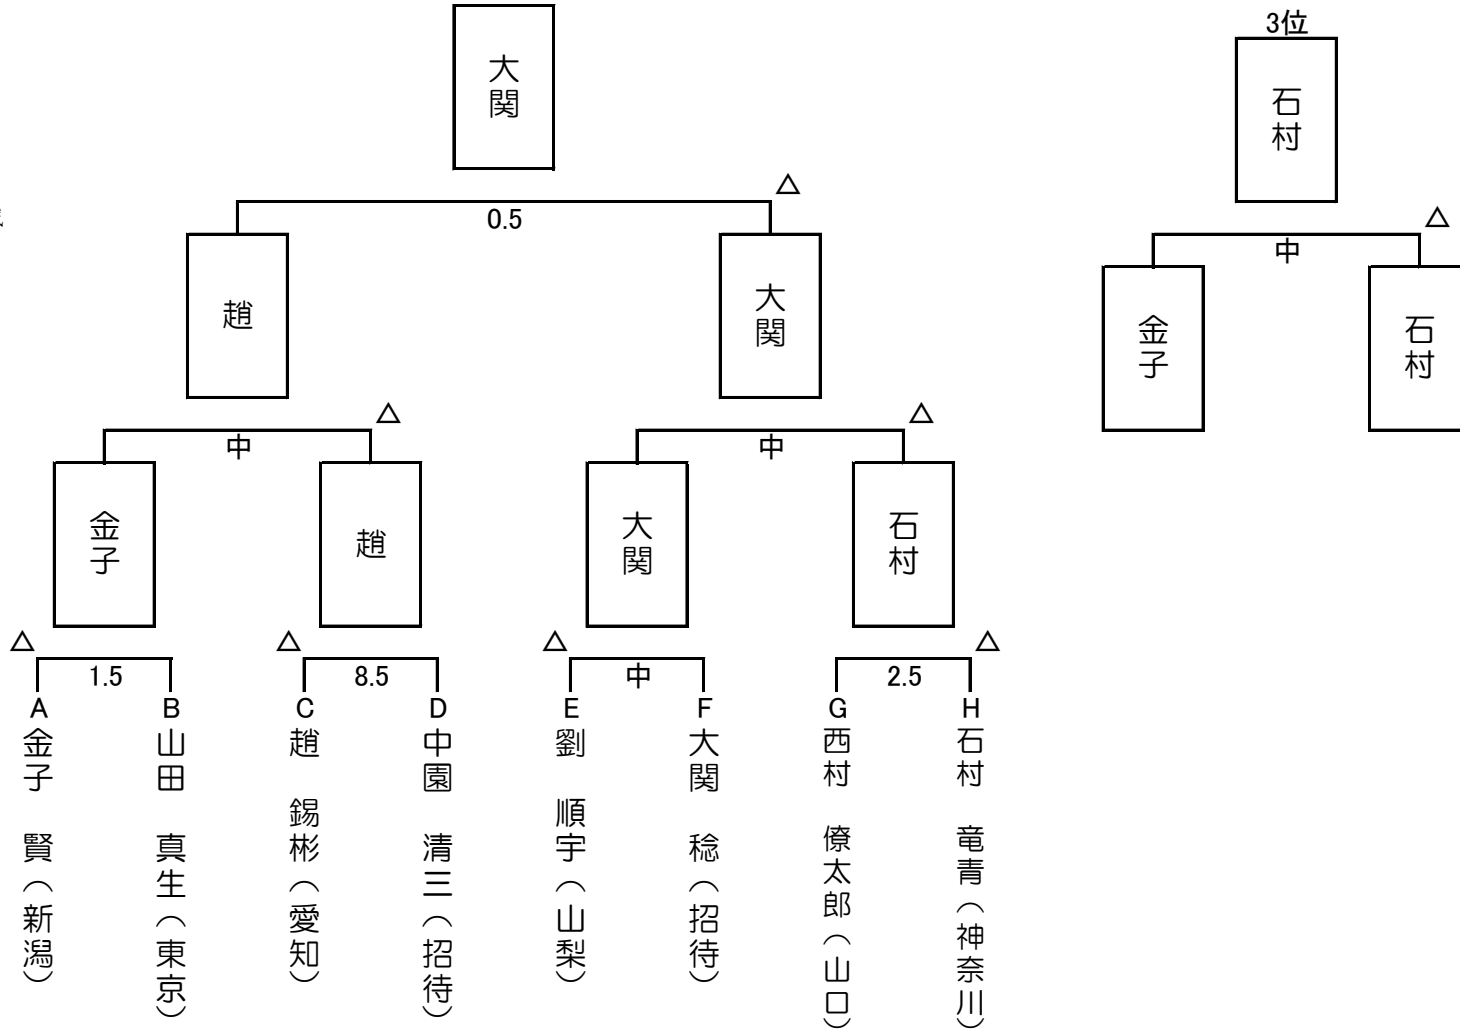 3位
大関
石村
△
0.5
△
中
趙
大関
金子
石村
△
中
△
中
金子
趙
大関
石村
△
1.5
△
8.5
△
中
△
2.5
A
金子 賢(新潟)
B
山田 真生(東京)
C
趙 錫彬(愛知)
D
中園 清三(招待)
E
劉 順宇(山梨)
F
大関 稔(招待)
G
西村 僚太郎(山口)
H
石村 竜青(神奈川)